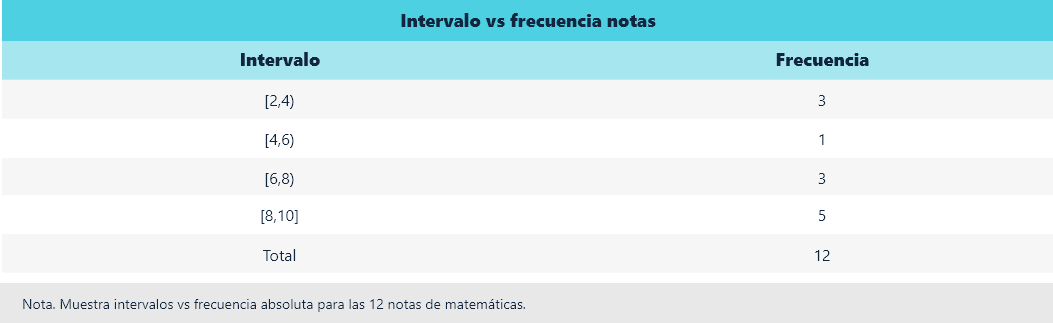 Intervalo vs frecuencia notas
Intervalo Frecuencia
[2,4) 3
[4,6) 1
[6,8) 3
[8,10] 5
Total 12
Nota. Muestra intervalos vs frecuencia absoluta para las 12 notas de matemáticas.